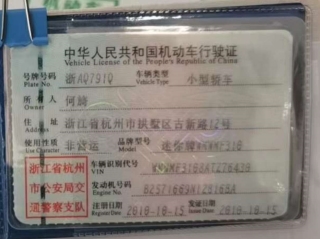 中华人民共和国机动车行驶证
Vehicle License of the People's Republic of China
号牌号码 浙A0791Q 车辆类型 小型轿车
Plate No. Vehicle Type
所有人 何旖
Owner
住址 浙江省杭州市拱墅区古新建12号
Address
使用性质 非营运 品牌型号
Use Character Model
浙江省杭州 车辆识别代号
VIN
市公安局交 发动机号码
Engine No.
通警察支队 注册日期 2018-10-15 发证日期 2018-10-15
Register Date Issue Date